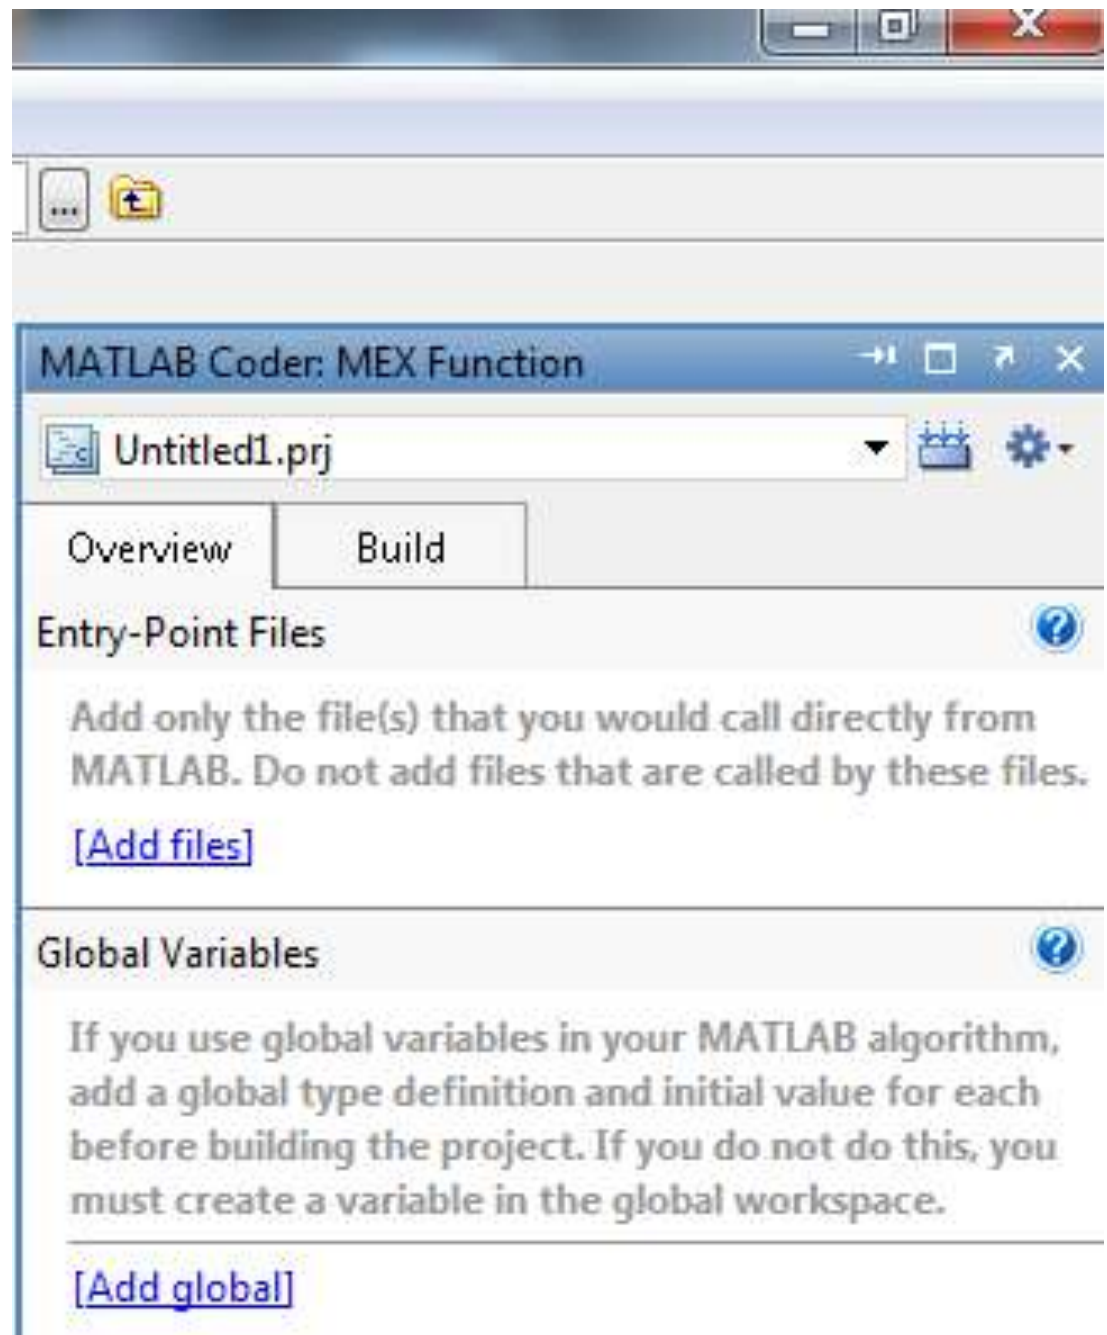 ...
MATLAB Coder: MEX Function
Untitled1.prj
Overview Build
Entry-Point Files
Add only the file(s) that you would call directly from
MATLAB. Do not add files that are called by these files.
[Add files]
Global Variables
If you use global variables in your MATLAB algorithm,
add a global type definition and initial value for each
before building the project. If you do not do this, you
must create a variable in the global workspace.
[Add global]